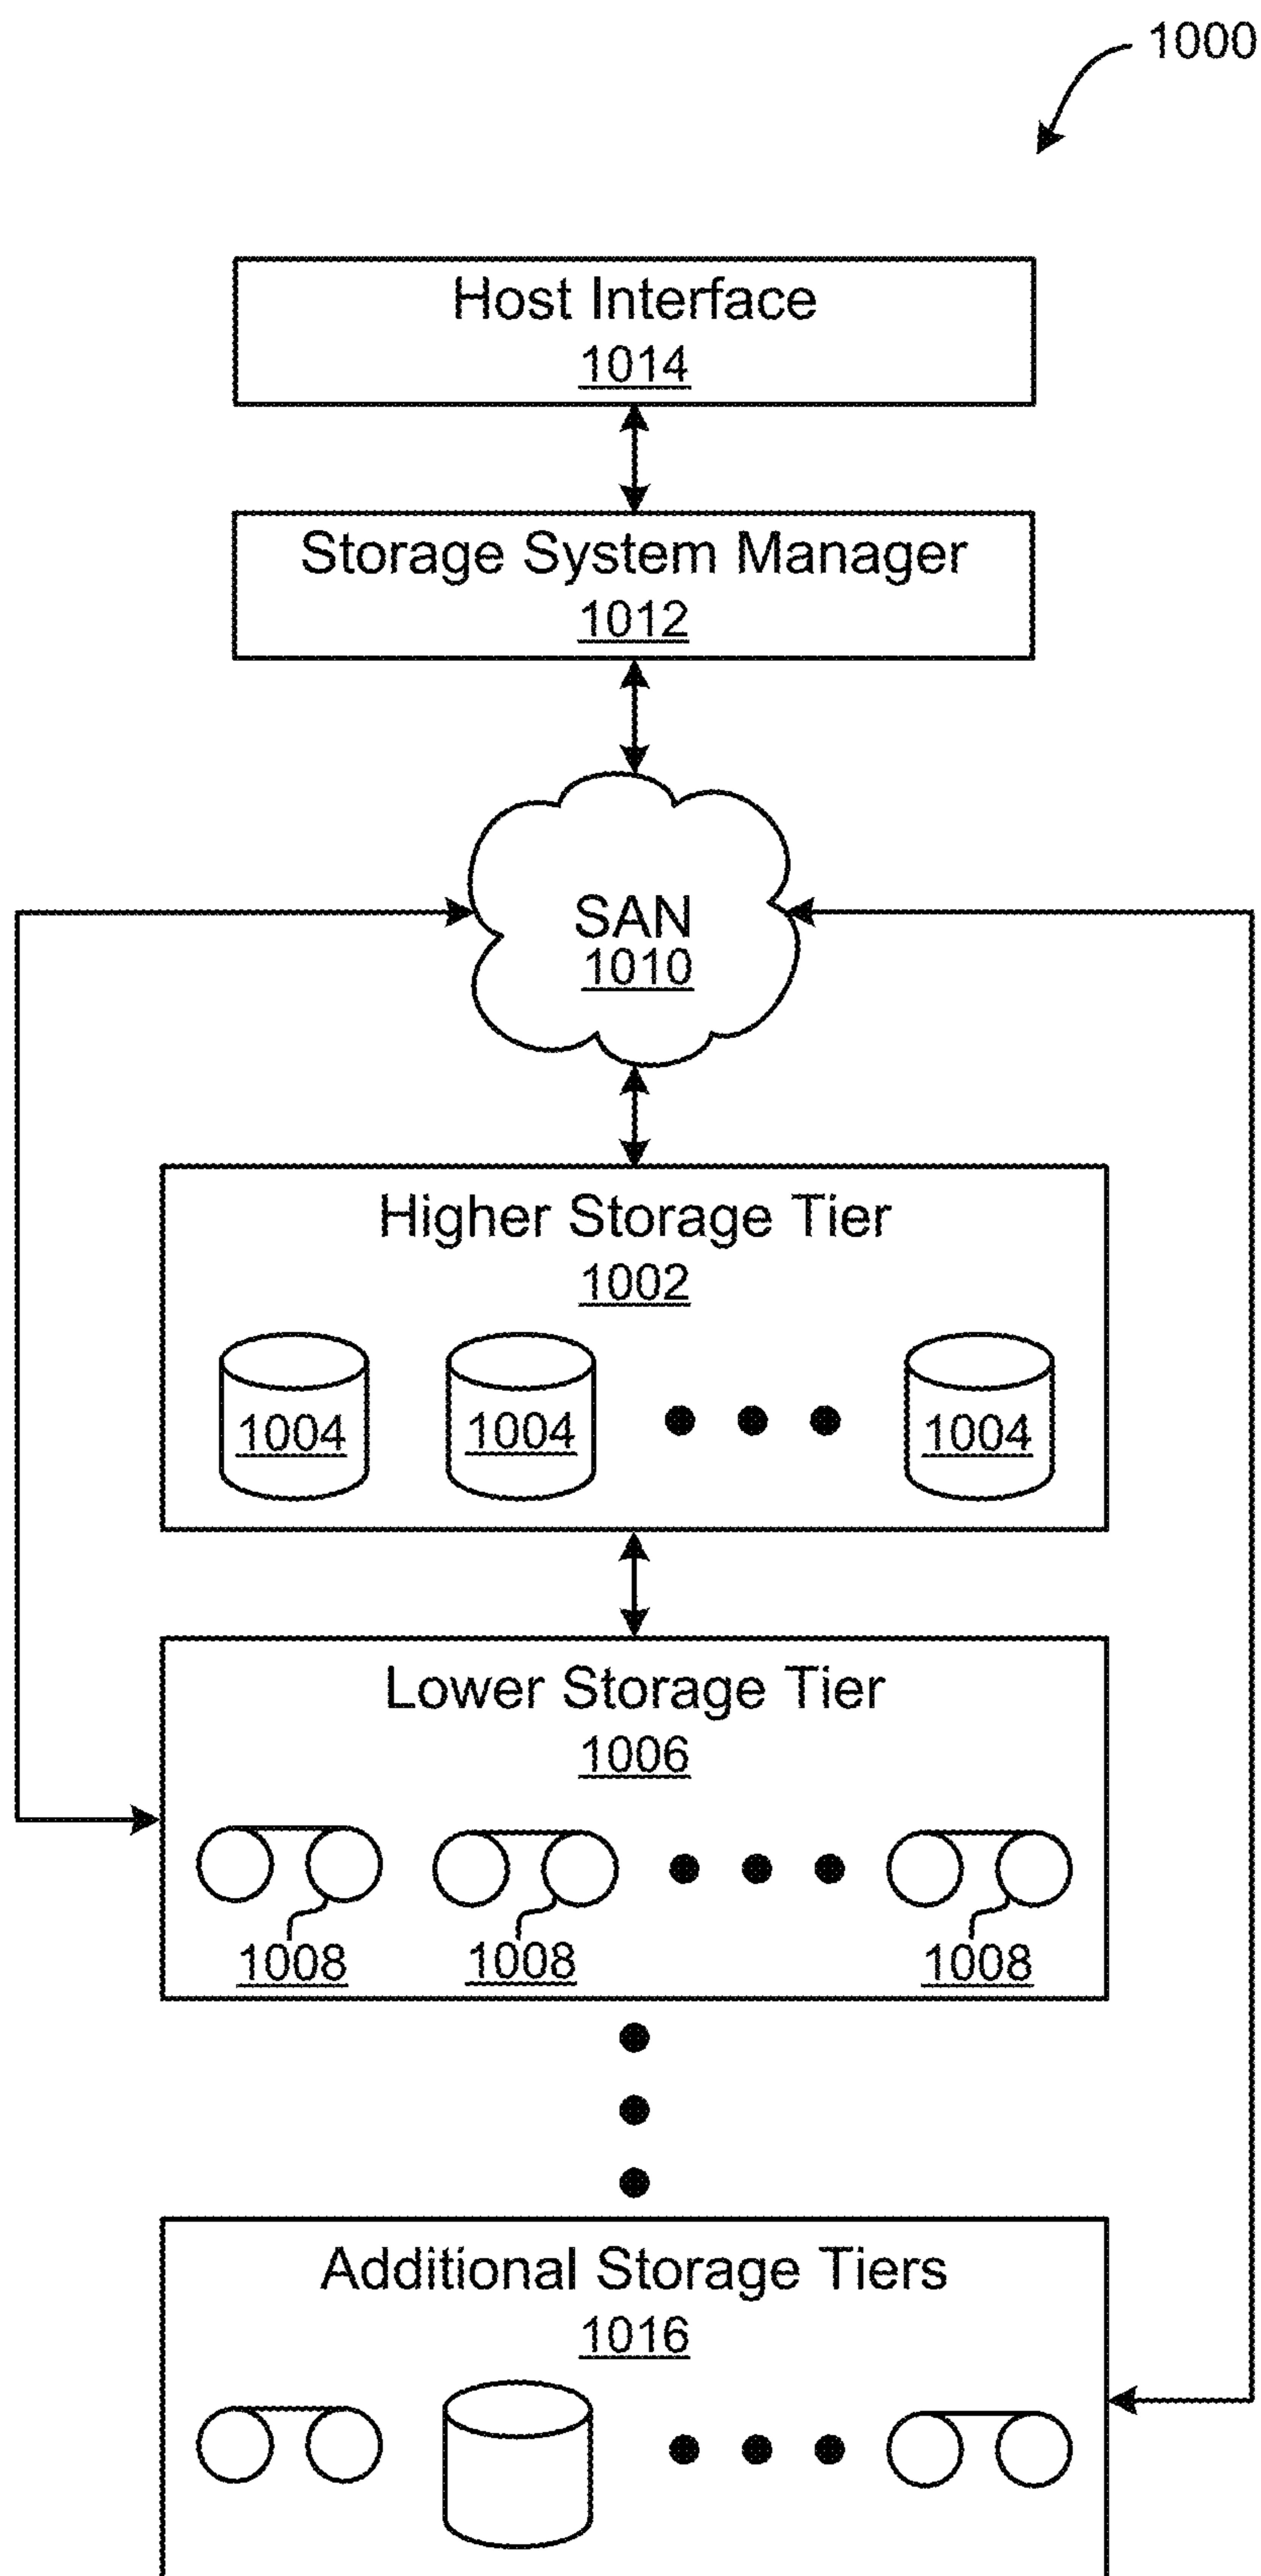 1000
Host Interface
1014
Storage System Manager
1012
SAN
1010
Higher Storage Tier
1002
1004 1004 1004
Lower Storage Tier
1006
1008 1008 1008
Additional Storage Tiers
1016